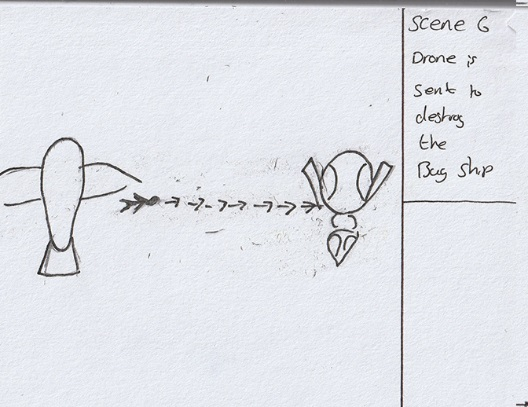 Scene 6
Drone is
sent to
destroy
the
Bug ship